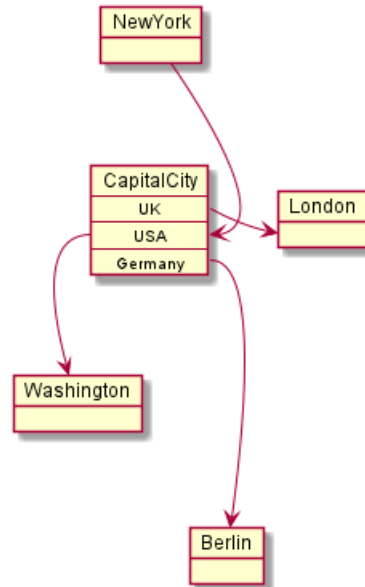 NewYork
CapitalCity
UK
USA
Germany
London
Washington
Berlin